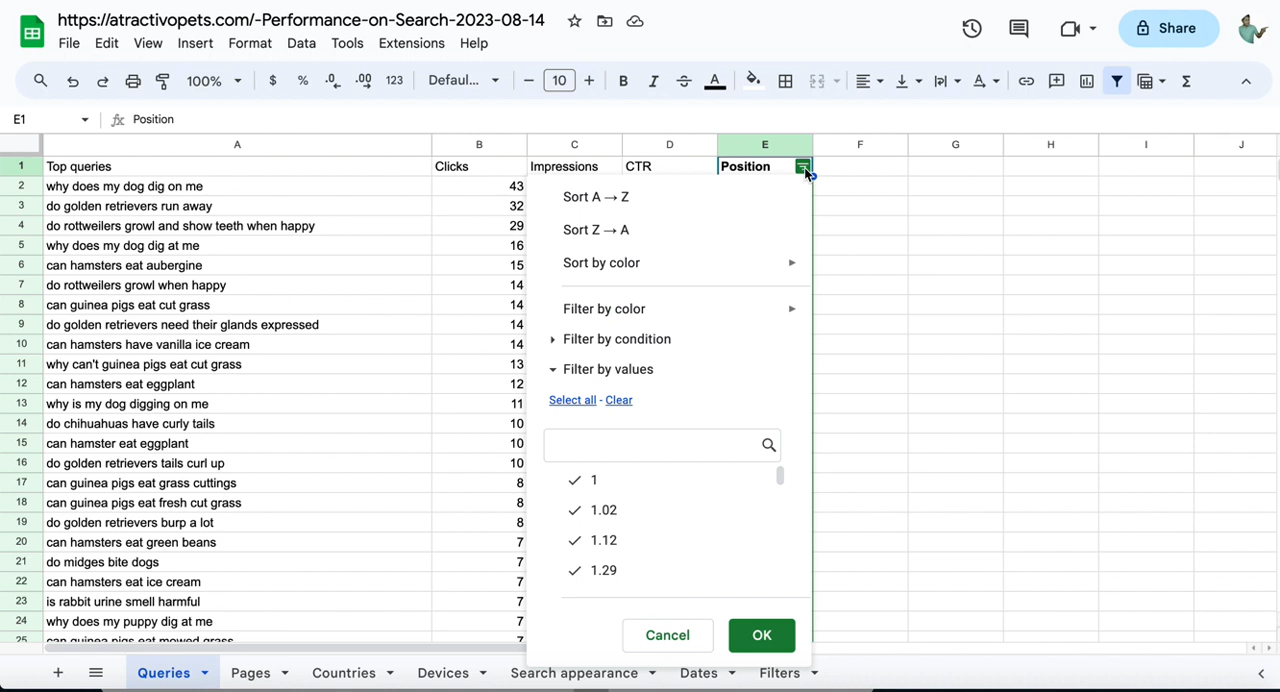 https://atractivopets.com/-Performance-on-Search-2023-08-14
File Edit View Insert Format Data Tools Extensions Help
Share
100% $ % .0 .00 123 Defaul... 10 B I S A
E1 fx Position
A B C D E F G H I J
1 Top queries Clicks Impressions CTR Position
2 why does my dog dig on me 43
3 do golden retrievers run away 32
4 do rottweilers growl and show teeth when happy 29
5 why does my dog dig at me 16
6 can hamsters eat aubergine 15
7 do rottweilers growl when happy 14
8 can guinea pigs eat cut grass 14
9 do golden retrievers need their glands expressed 14
10 can hamsters have vanilla ice cream 14
11 why can't guinea pigs eat cut grass 13
12 can hamsters eat eggplant 12
13 why is my dog digging on me 11
14 do chihuahuas have curly tails 10
15 can hamster eat eggplant 10
16 do golden retrievers tails curl up 10
17 can guinea pigs eat grass cuttings 8
18 can guinea pigs eat fresh cut grass 8
19 do golden retrievers burp a lot 8
20 can hamsters eat green beans 7
21 do midges bite dogs 7
22 can hamsters eat ice cream 7
23 is rabbit urine smell harmful 7
24 why does my puppy dig at me 7
25 can guinea pigs eat mowed grass 7
Sort A → Z
Sort Z → A
Sort by color
Filter by color
Filter by condition
Filter by values
Select all - Clear
1
1.02
1.12
1.29
Cancel OK
Queries Pages Countries Devices Search appearance Dates Filters